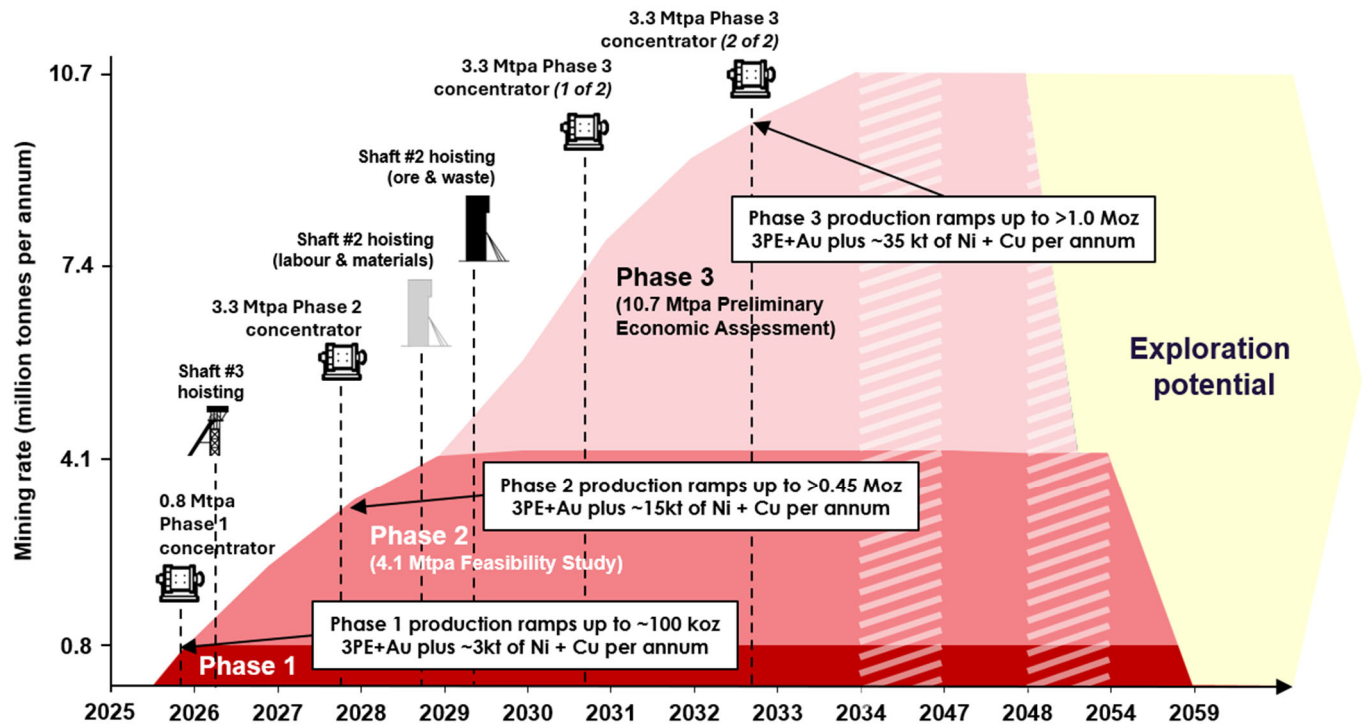 3.3 Mtpa Phase 3
concentrator (2 of 2)
10.7
3.3 Mtpa Phase 3
concentrator (1 of 2)
Shaft #2 hoisting
(ore & waste)
Phase 3 production ramps up to >1.0 Moz
3PE+Au plus ~35 kt of Ni + Cu per annum
Shaft #2 hoisting
(labour & materials)
7.4
Phase 3
(10.7 Mtpa Preliminary
Economic Assessment)
3.3 Mtpa Phase 2
concentrator
Exploration
potential
Shaft #3
hoisting
Mining rate (million tonnes per annum)
4.1
Phase 2 production ramps up to >0.45 Moz
3PE+Au plus ~15kt of Ni + Cu per annum
0.8 Mtpa
Phase 1
concentrator
Phase 2
(4.1 Mtpa Feasibility Study)
Phase 1 production ramps up to ~100 koz
3PE+Au plus ~3kt of Ni + Cu per annum
0.8
Phase 1
2025 2026 2027 2028 2029 2030 2031 2032 2033 2034 2047 2048 2054 2059